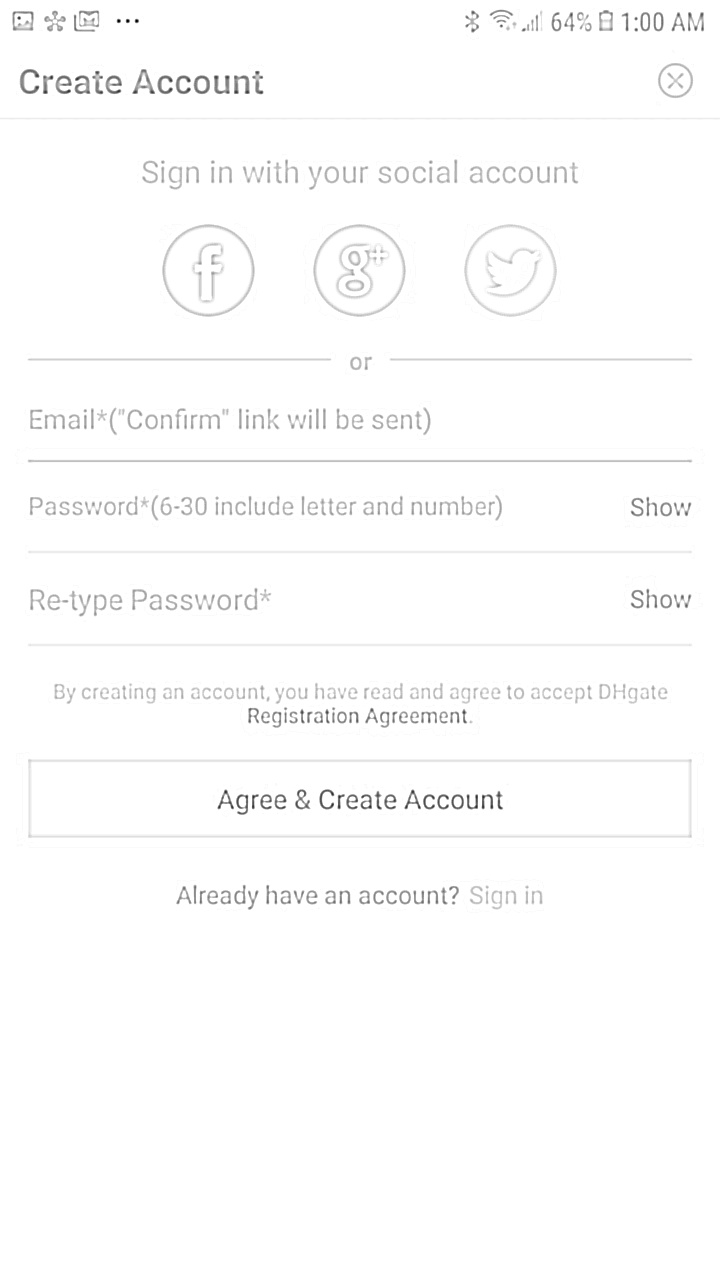 64% 1:00 AM
Create Account
Sign in with your social account
f g+
or
Email*("Confirm" link will be sent)
Password*(6-30 include letter and number) Show
Re-type Password* Show
By creating an account, you have read and agree to accept DHgate
Registration Agreement.
Agree & Create Account
Already have an account? Sign in